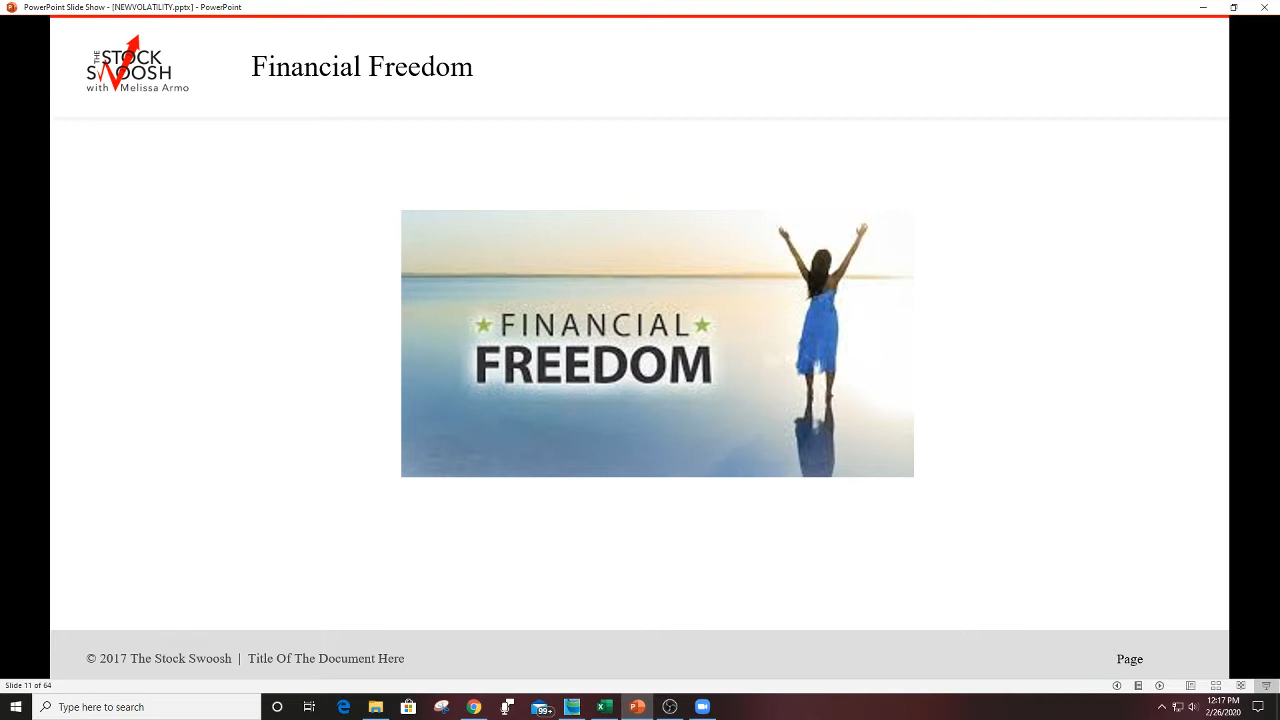 PowerPoint Slide Show - [NEWVOLATILITY.pptx] - PowerPoint
THE STOCK
SWOOSH
with Melissa Armo
Financial Freedom
FINANCIAL
FREEDOM
© 2017 The Stock Swoosh | Title Of The Document Here
Page
Slide 11 of 64
Type here to search
99+
12:17 PM
2/26/2020